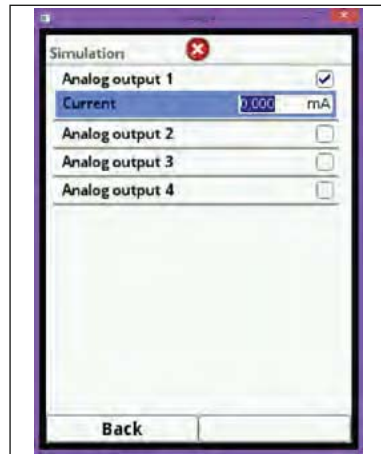 Simulation
Analog output 1
Current 0.000 mA
Analog output 2
Analog output 3
Analog output 4
Back